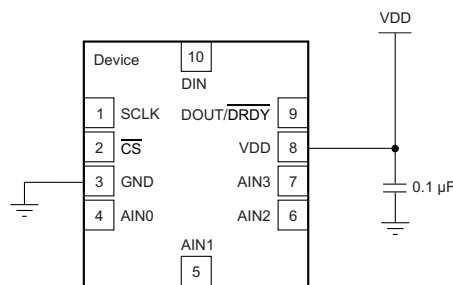 VDD
Device
10
DIN
1 SCLK DOUT/DRDY 9
2 CS VDD 8
3 GND AIN3 7
0.1 µF
4 AIN0 AIN2 6
AIN1
5